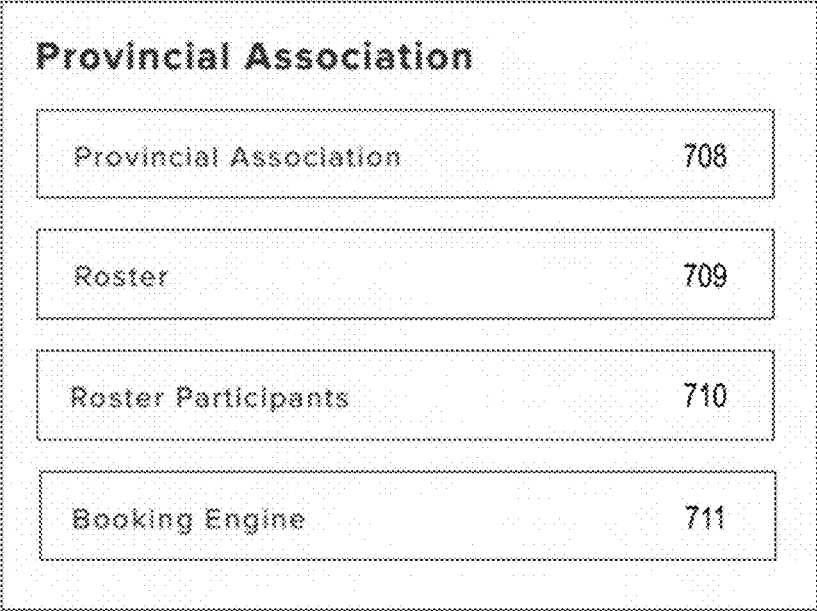 Provincial Association
Provincial Association 708
Roster 709
Roster Participants 710
Booking Engine 711